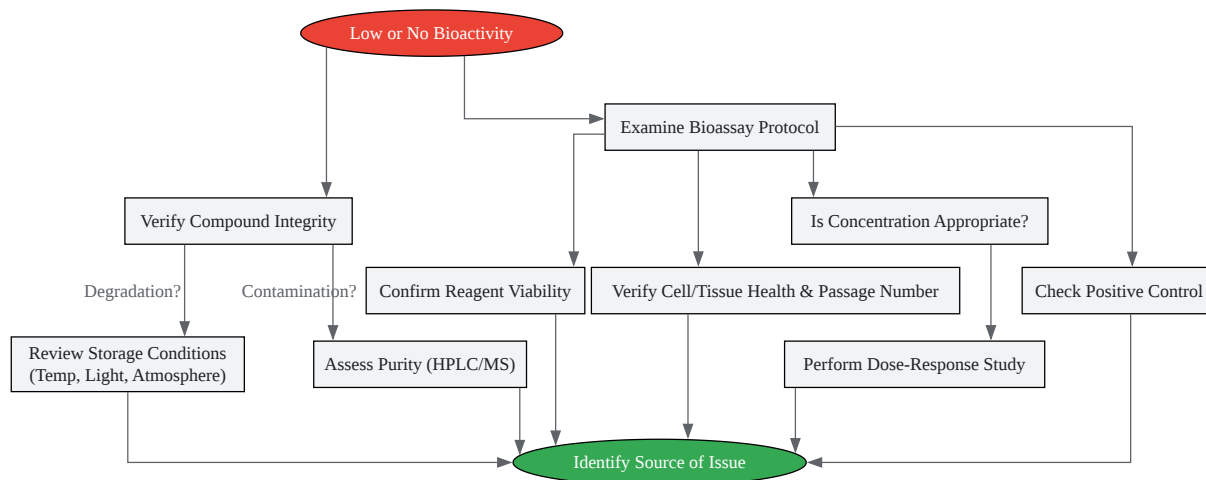 Low or No Bioactivity
Examine Bioassay Protocol
Verify Compound Integrity
Is Concentration Appropriate?
Degradation?
Contamination?
Confirm Reagent Viability
Verify Cell/Tissue Health & Passage Number
Check Positive Control
Review Storage Conditions
(Temp, Light, Atmosphere)
Assess Purity (HPLC/MS)
Perform Dose-Response Study
Identify Source of Issue